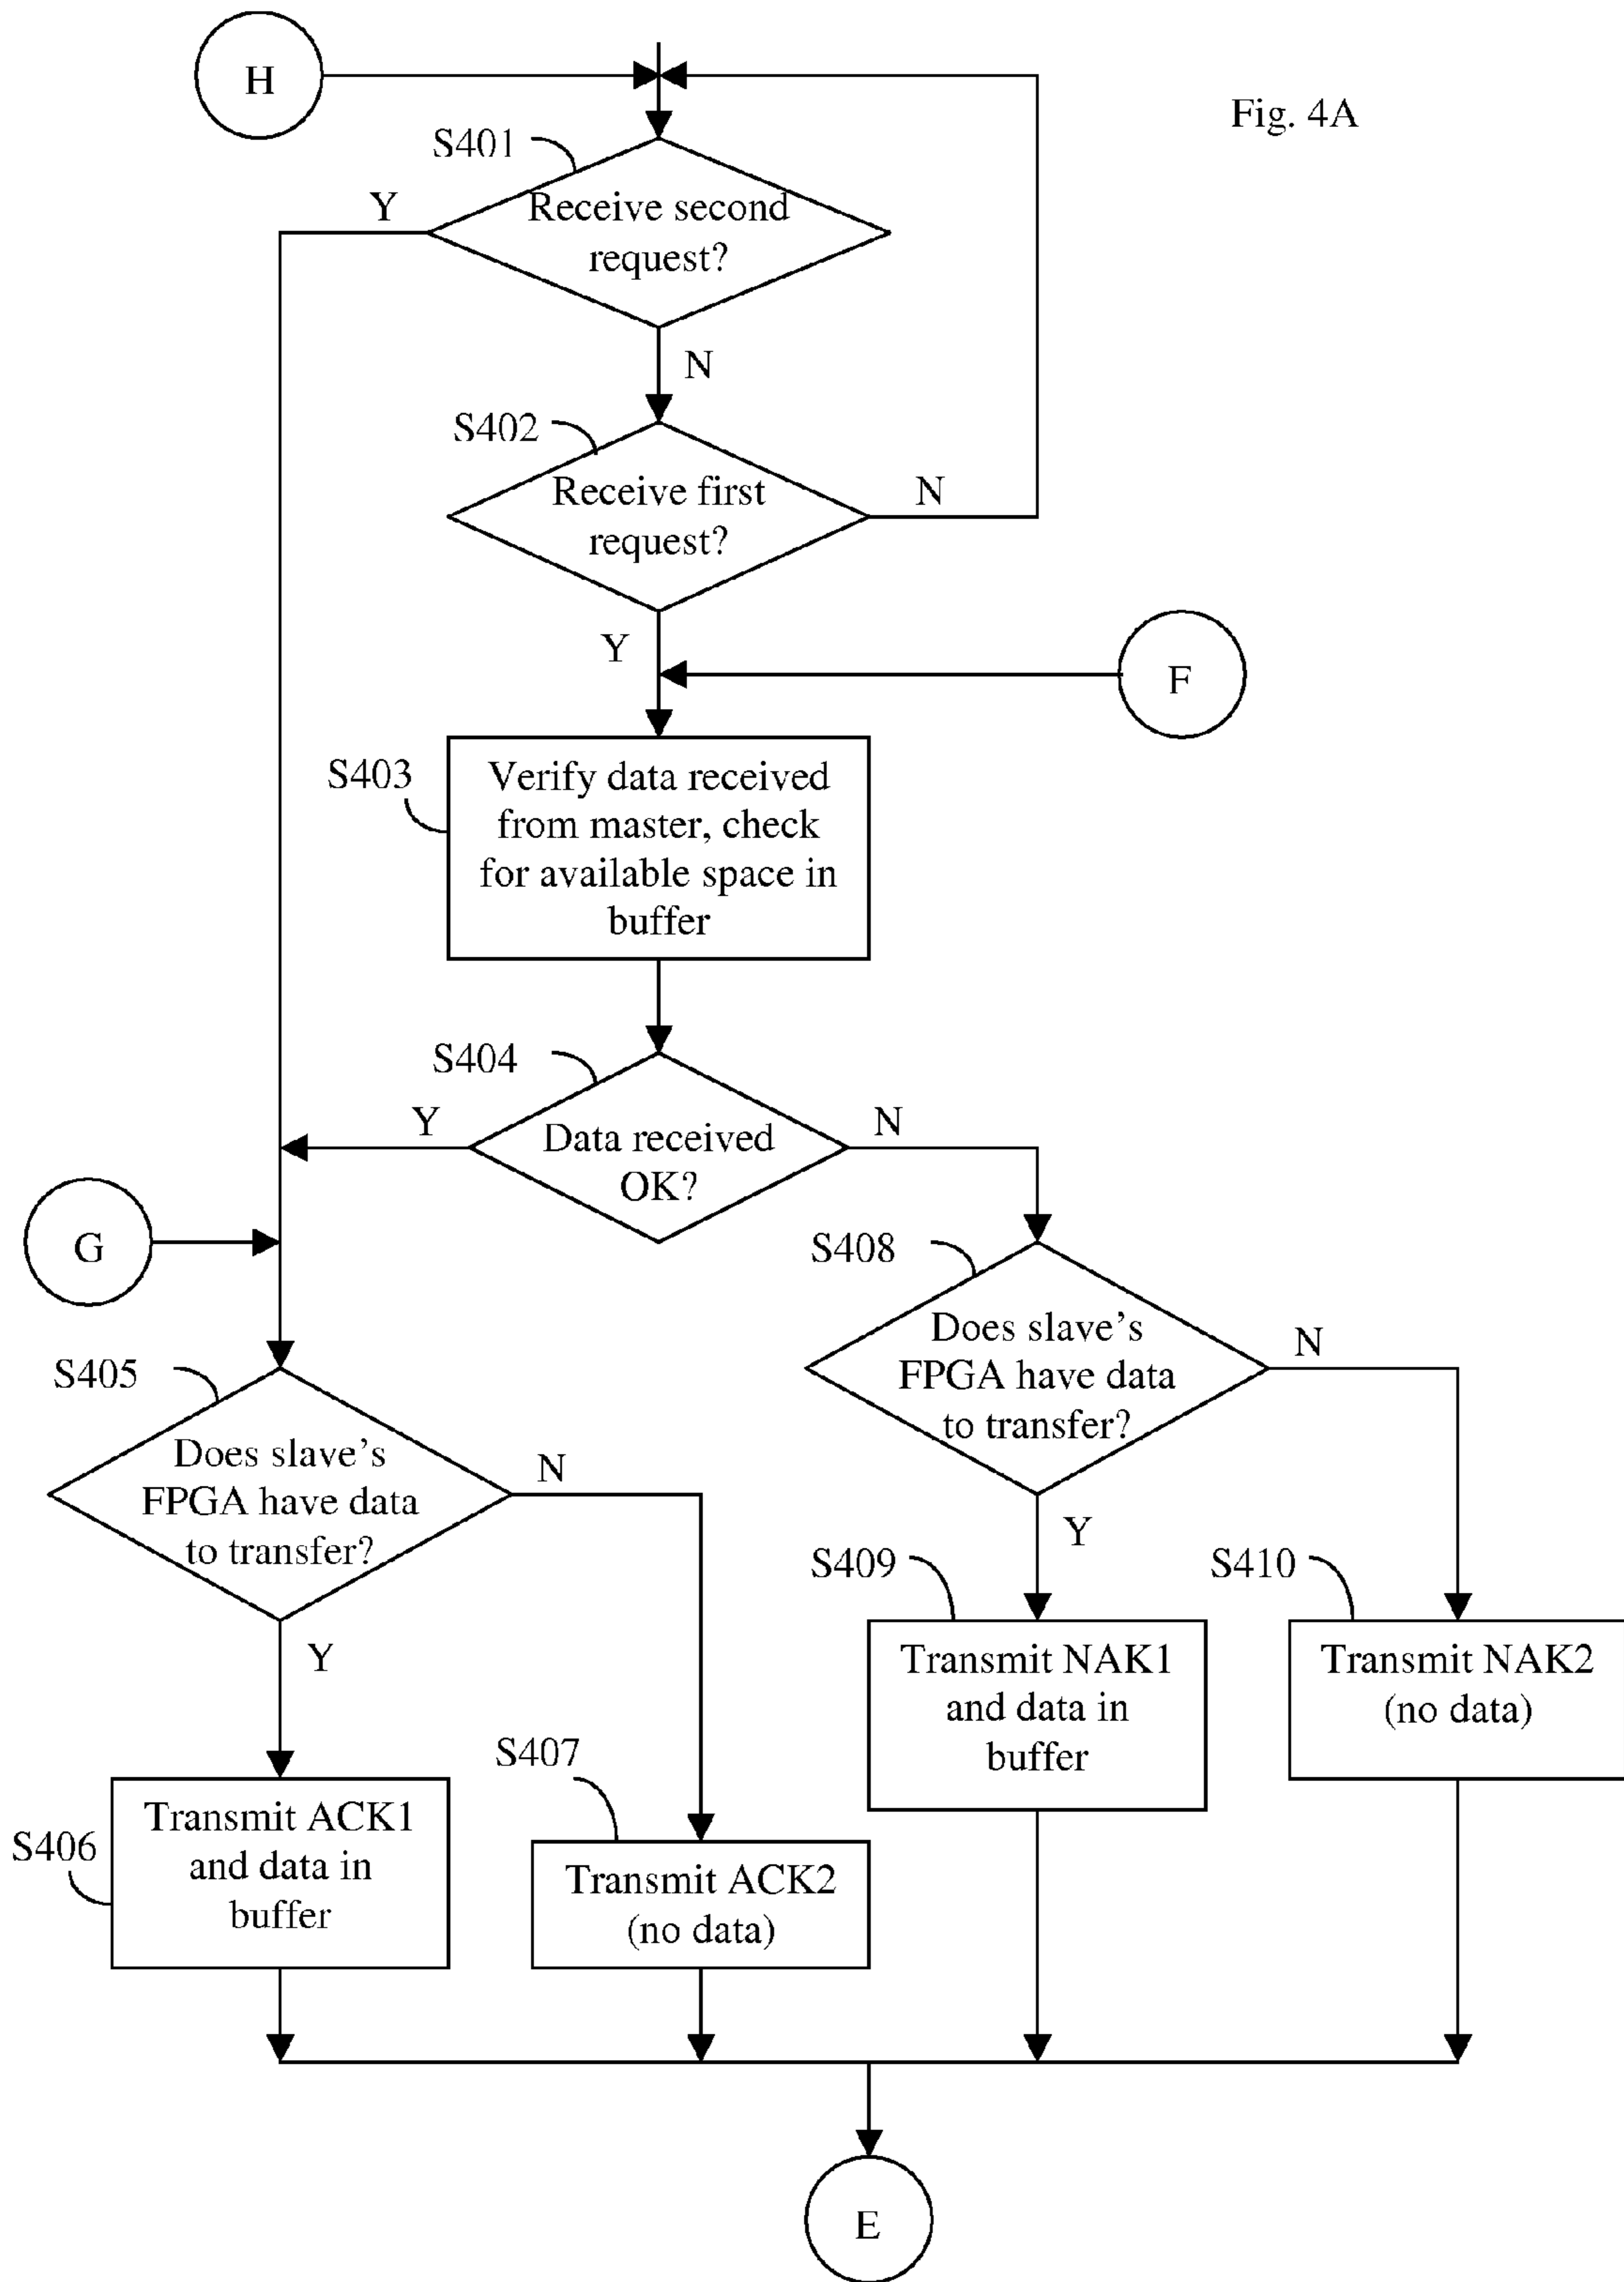 H
Fig. 4A
S401
Y
Receive second
request?
N
S402
Receive first
request?
N
Y
F
S403
Verify data received
from master, check
for available space in
buffer
S404
Y
Data received
OK?
N
G
S408
Does slave’s
FPGA have data
to transfer?
N
S405
Does slave’s
FPGA have data
to transfer?
N
Y
S409
S410
Transmit NAK1
and data in
buffer
Transmit NAK2
(no data)
Y
S407
S406
Transmit ACK1
and data in
buffer
Transmit ACK2
(no data)
E